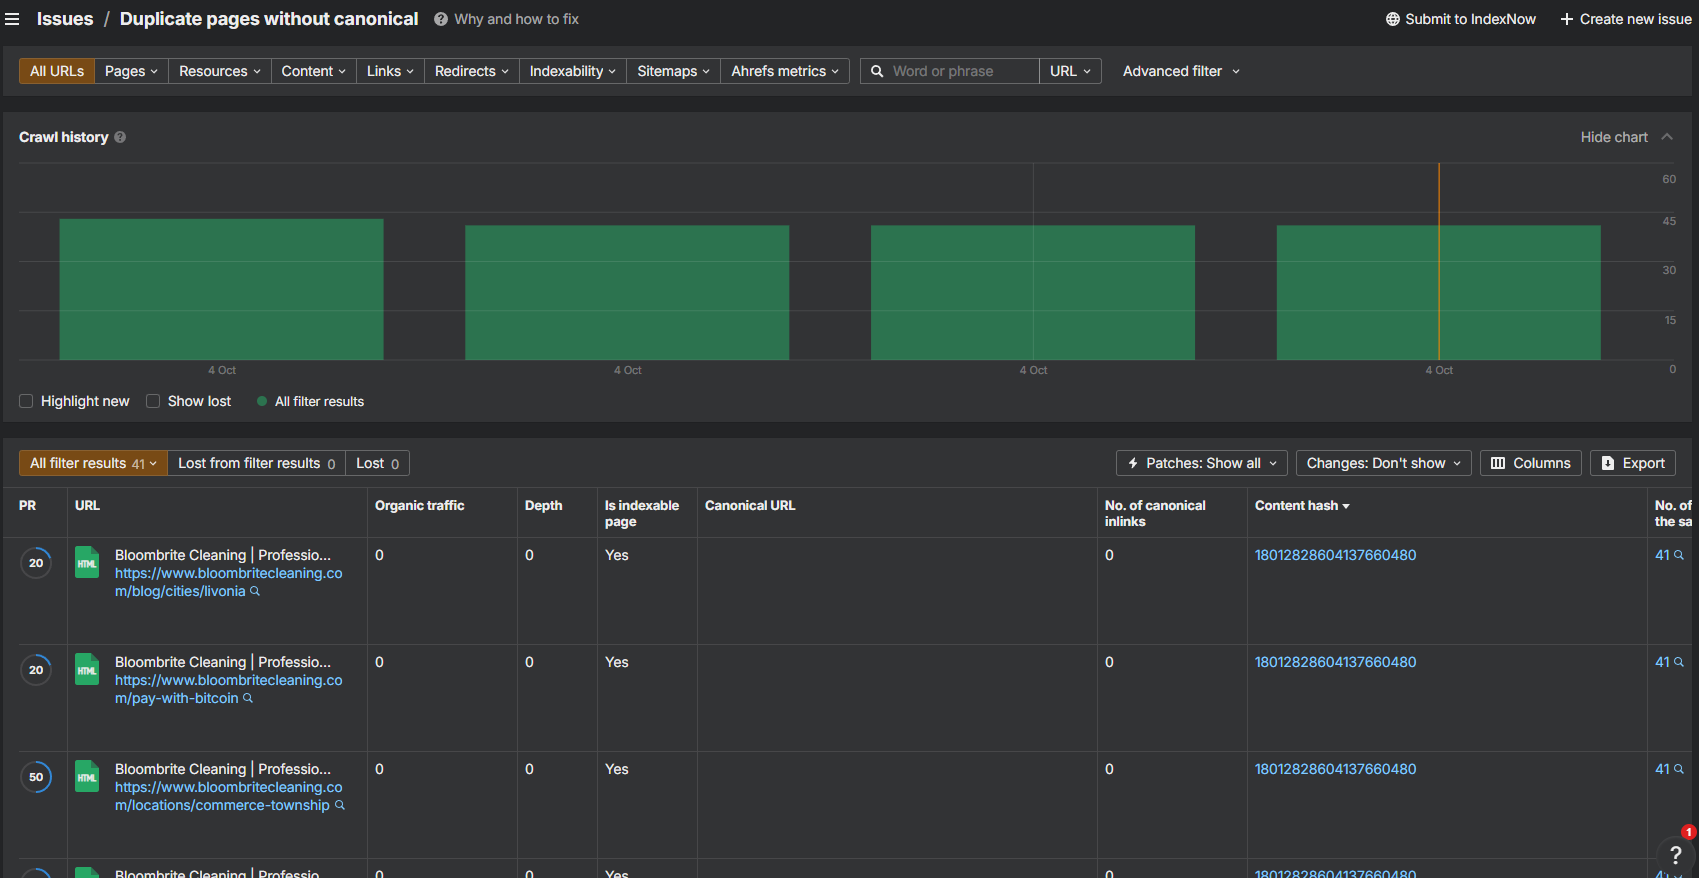 Issues / Duplicate pages without canonical
Why and how to fix
Submit to IndexNow
Create new issue
All URLs
Pages
Resources
Content
Links
Redirects
Indexability
Sitemaps
Ahrefs metrics
Word or phrase
URL
Advanced filter
Crawl history
Hide chart
60
45
30
15
0
4 Oct
4 Oct
4 Oct
4 Oct
Highlight new
Show lost
All filter results
All filter results 41
Lost from filter results 0
Lost 0
Patches: Show all
Changes: Don't show
Columns
Export
PR
URL
Organic traffic
Depth
Is indexable
page
Canonical URL
No. of canonical
inlinks
Content hash
No. of
the sa
20
HTML
Bloombrite Cleaning | Professio...
https://www.bloombritecleaning.co
m/blog/cities/livonia
0
0
Yes
0
18012828604137660480
41
20
HTML
Bloombrite Cleaning | Professio...
https://www.bloombritecleaning.co
m/pay-with-bitcoin
0
0
Yes
0
18012828604137660480
41
50
HTML
Bloombrite Cleaning | Professio...
https://www.bloombritecleaning.co
m/locations/commerce-township
0
0
Yes
0
18012828604137660480
41
Bloombrite Cleaning | Professio...
0
0
Yes
0
18012828604137660480
1
?